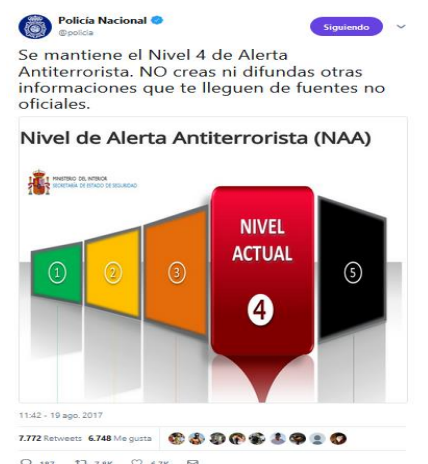 Policía Nacional
@policia
Siguiendo
Se mantiene el Nivel 4 de Alerta
Antiterrorista. NO creas ni difundas otras
informaciones que te lleguen de fuentes no
oficiales.
Nivel de Alerta Antiterrorista (NAA)
MINISTERIO DEL INTERIOR
SECRETARÍA DE ESTADO DE SEGURIDAD
NIVEL
ACTUAL
1 2 3 4 5
11:42 - 19 ago. 2017
7.772 Retweets 6.748 Me gusta